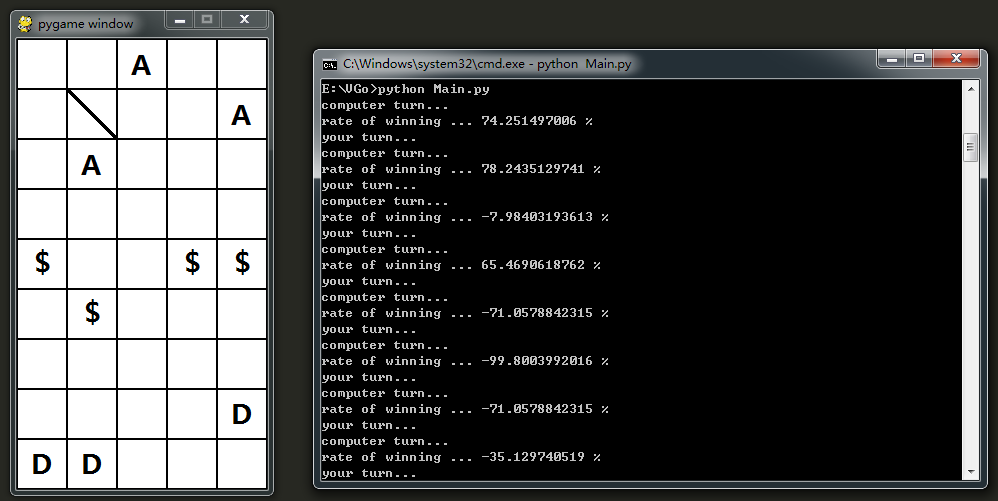 pygame window
A
A
A
$ $ $
$
D
D D
C:\Windows\system32\cmd.exe - python  Main.py
E:\VGo>python Main.py
computer turn...
rate of winning ... 74.251497006 %
your turn...
computer turn...
rate of winning ... 78.2435129741 %
your turn...
computer turn...
rate of winning ... -7.98403193613 %
your turn...
computer turn...
rate of winning ... 65.4690618762 %
your turn...
computer turn...
rate of winning ... -71.0578842315 %
your turn...
computer turn...
rate of winning ... -99.8003992016 %
your turn...
computer turn...
rate of winning ... -71.0578842315 %
your turn...
computer turn...
rate of winning ... -35.129740519 %
your turn...